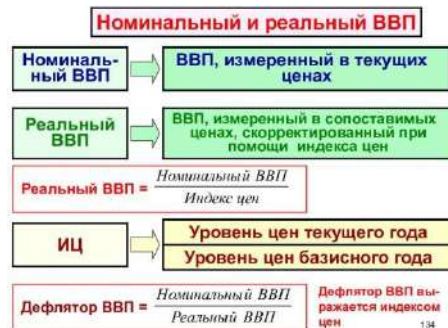 Номинальный и реальный ВВП
Номиналь-
ный ВВП
ВВП, измеренный в текущих
ценах
Реальный
ВВП
ВВП, измеренный в сопоставимых
ценах, скорректированный при
помощи индекса цен
Реальный ВВП = Номинальный ВВП
Индекс цен
ИЦ
Уровень цен текущего года
Уровень цен базисного года
Дефлятор ВВП = Номинальный ВВП
Реальный ВВП
Дефлятор ВВП вы-
ражается индексом
цен